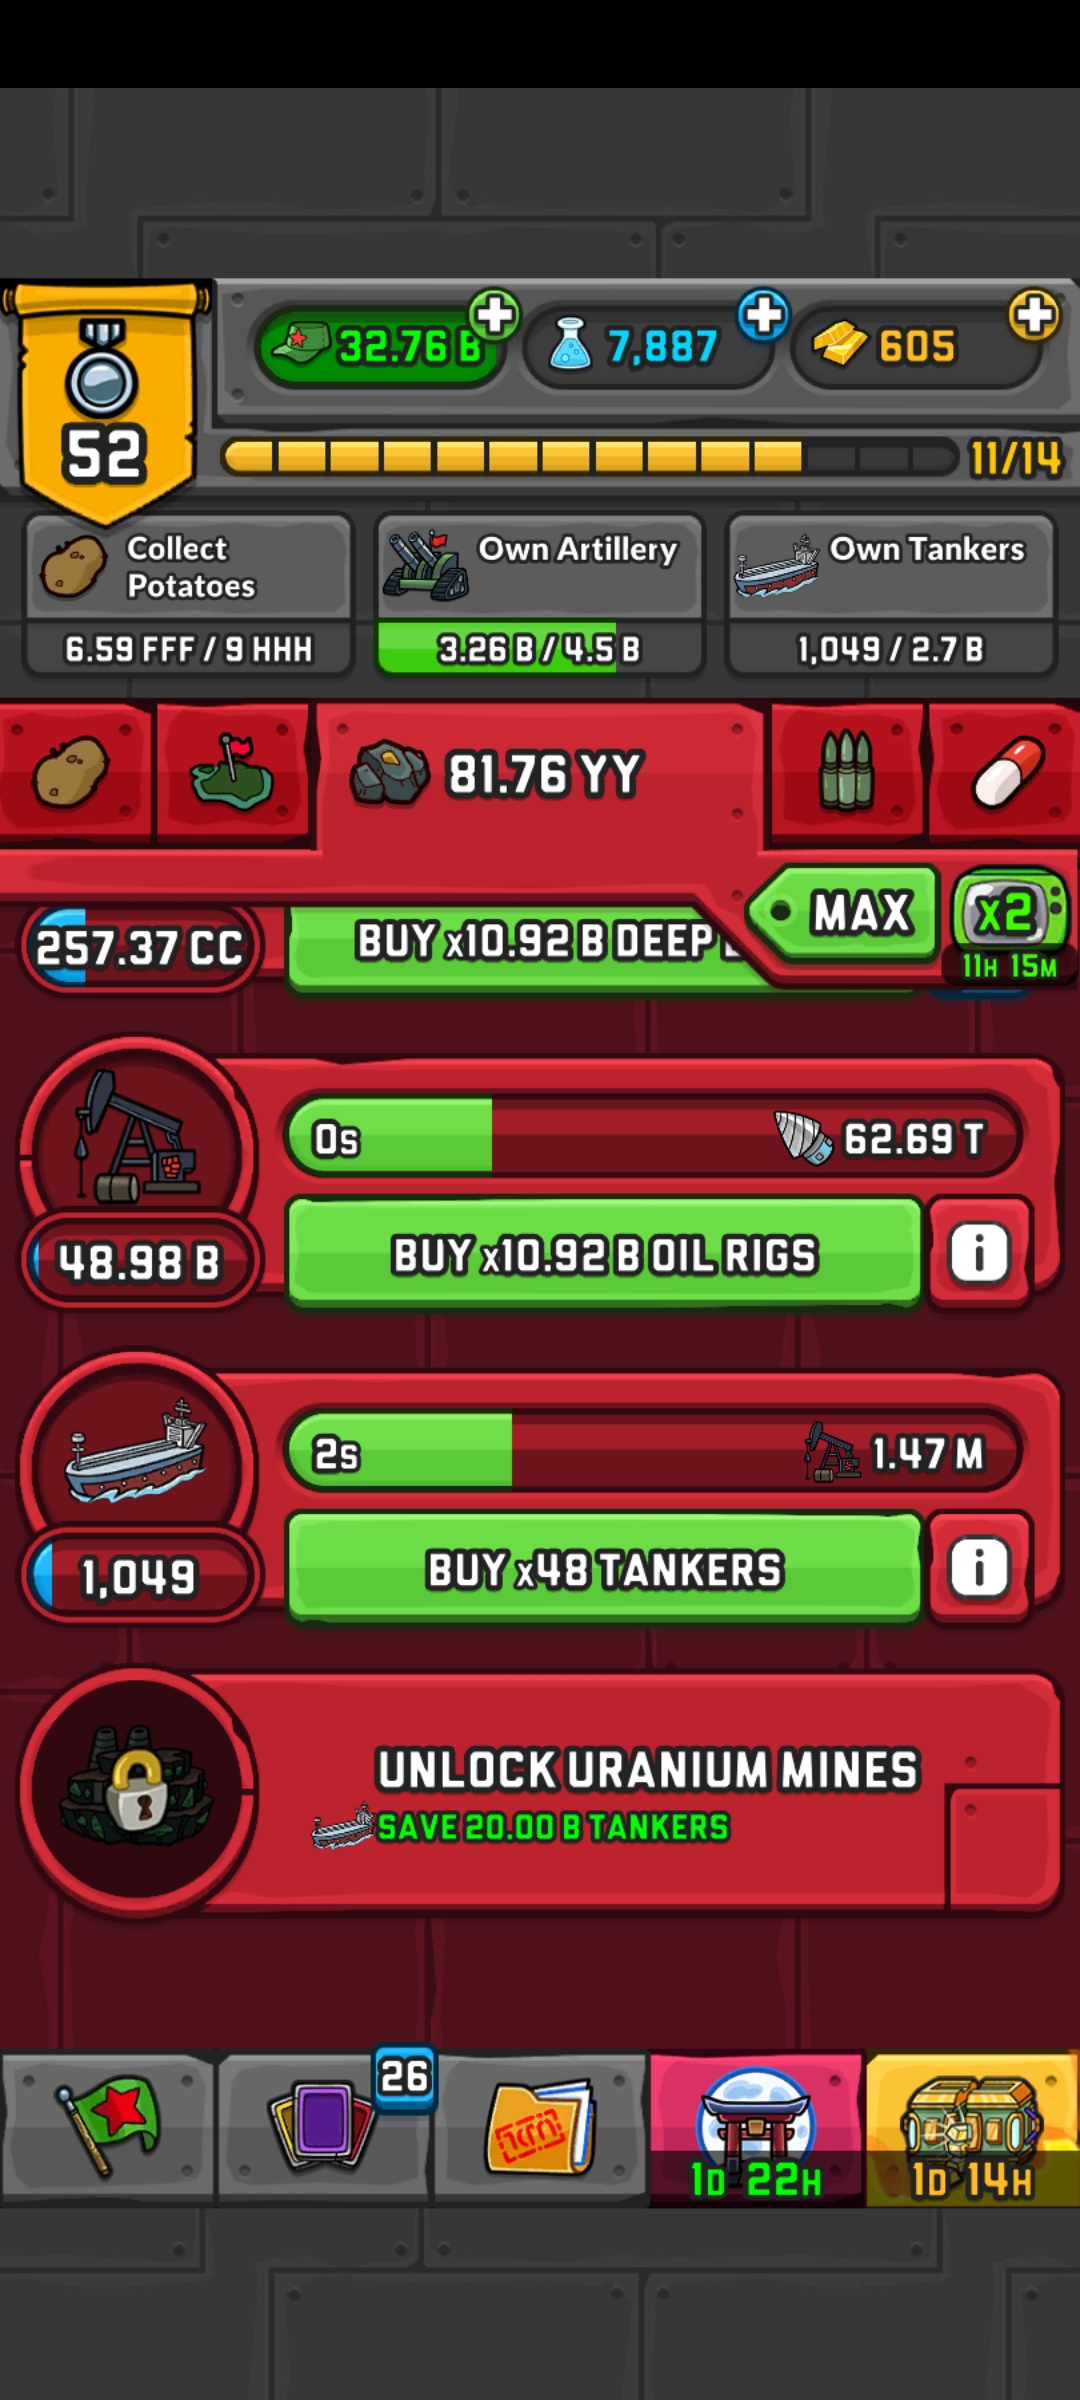 32.76 B
7,887
605
52
11/14
Collect
Potatoes
6.59 FFF / 9 HHH
Own Artillery
3.26 B / 4.5 B
Own Tankers
1,049 / 2.7 B
81.76 YY
MAX
x2
11H 15M
257.37 CC
BUY x10.92 B DEEP
0s
62.69 T
48.98 B
BUY x10.92 B OIL RIGS
i
2s
1.47 M
1,049
BUY x48 TANKERS
i
UNLOCK URANIUM MINES
SAVE 20.00 B TANKERS
26
1D 22H
1D 14H